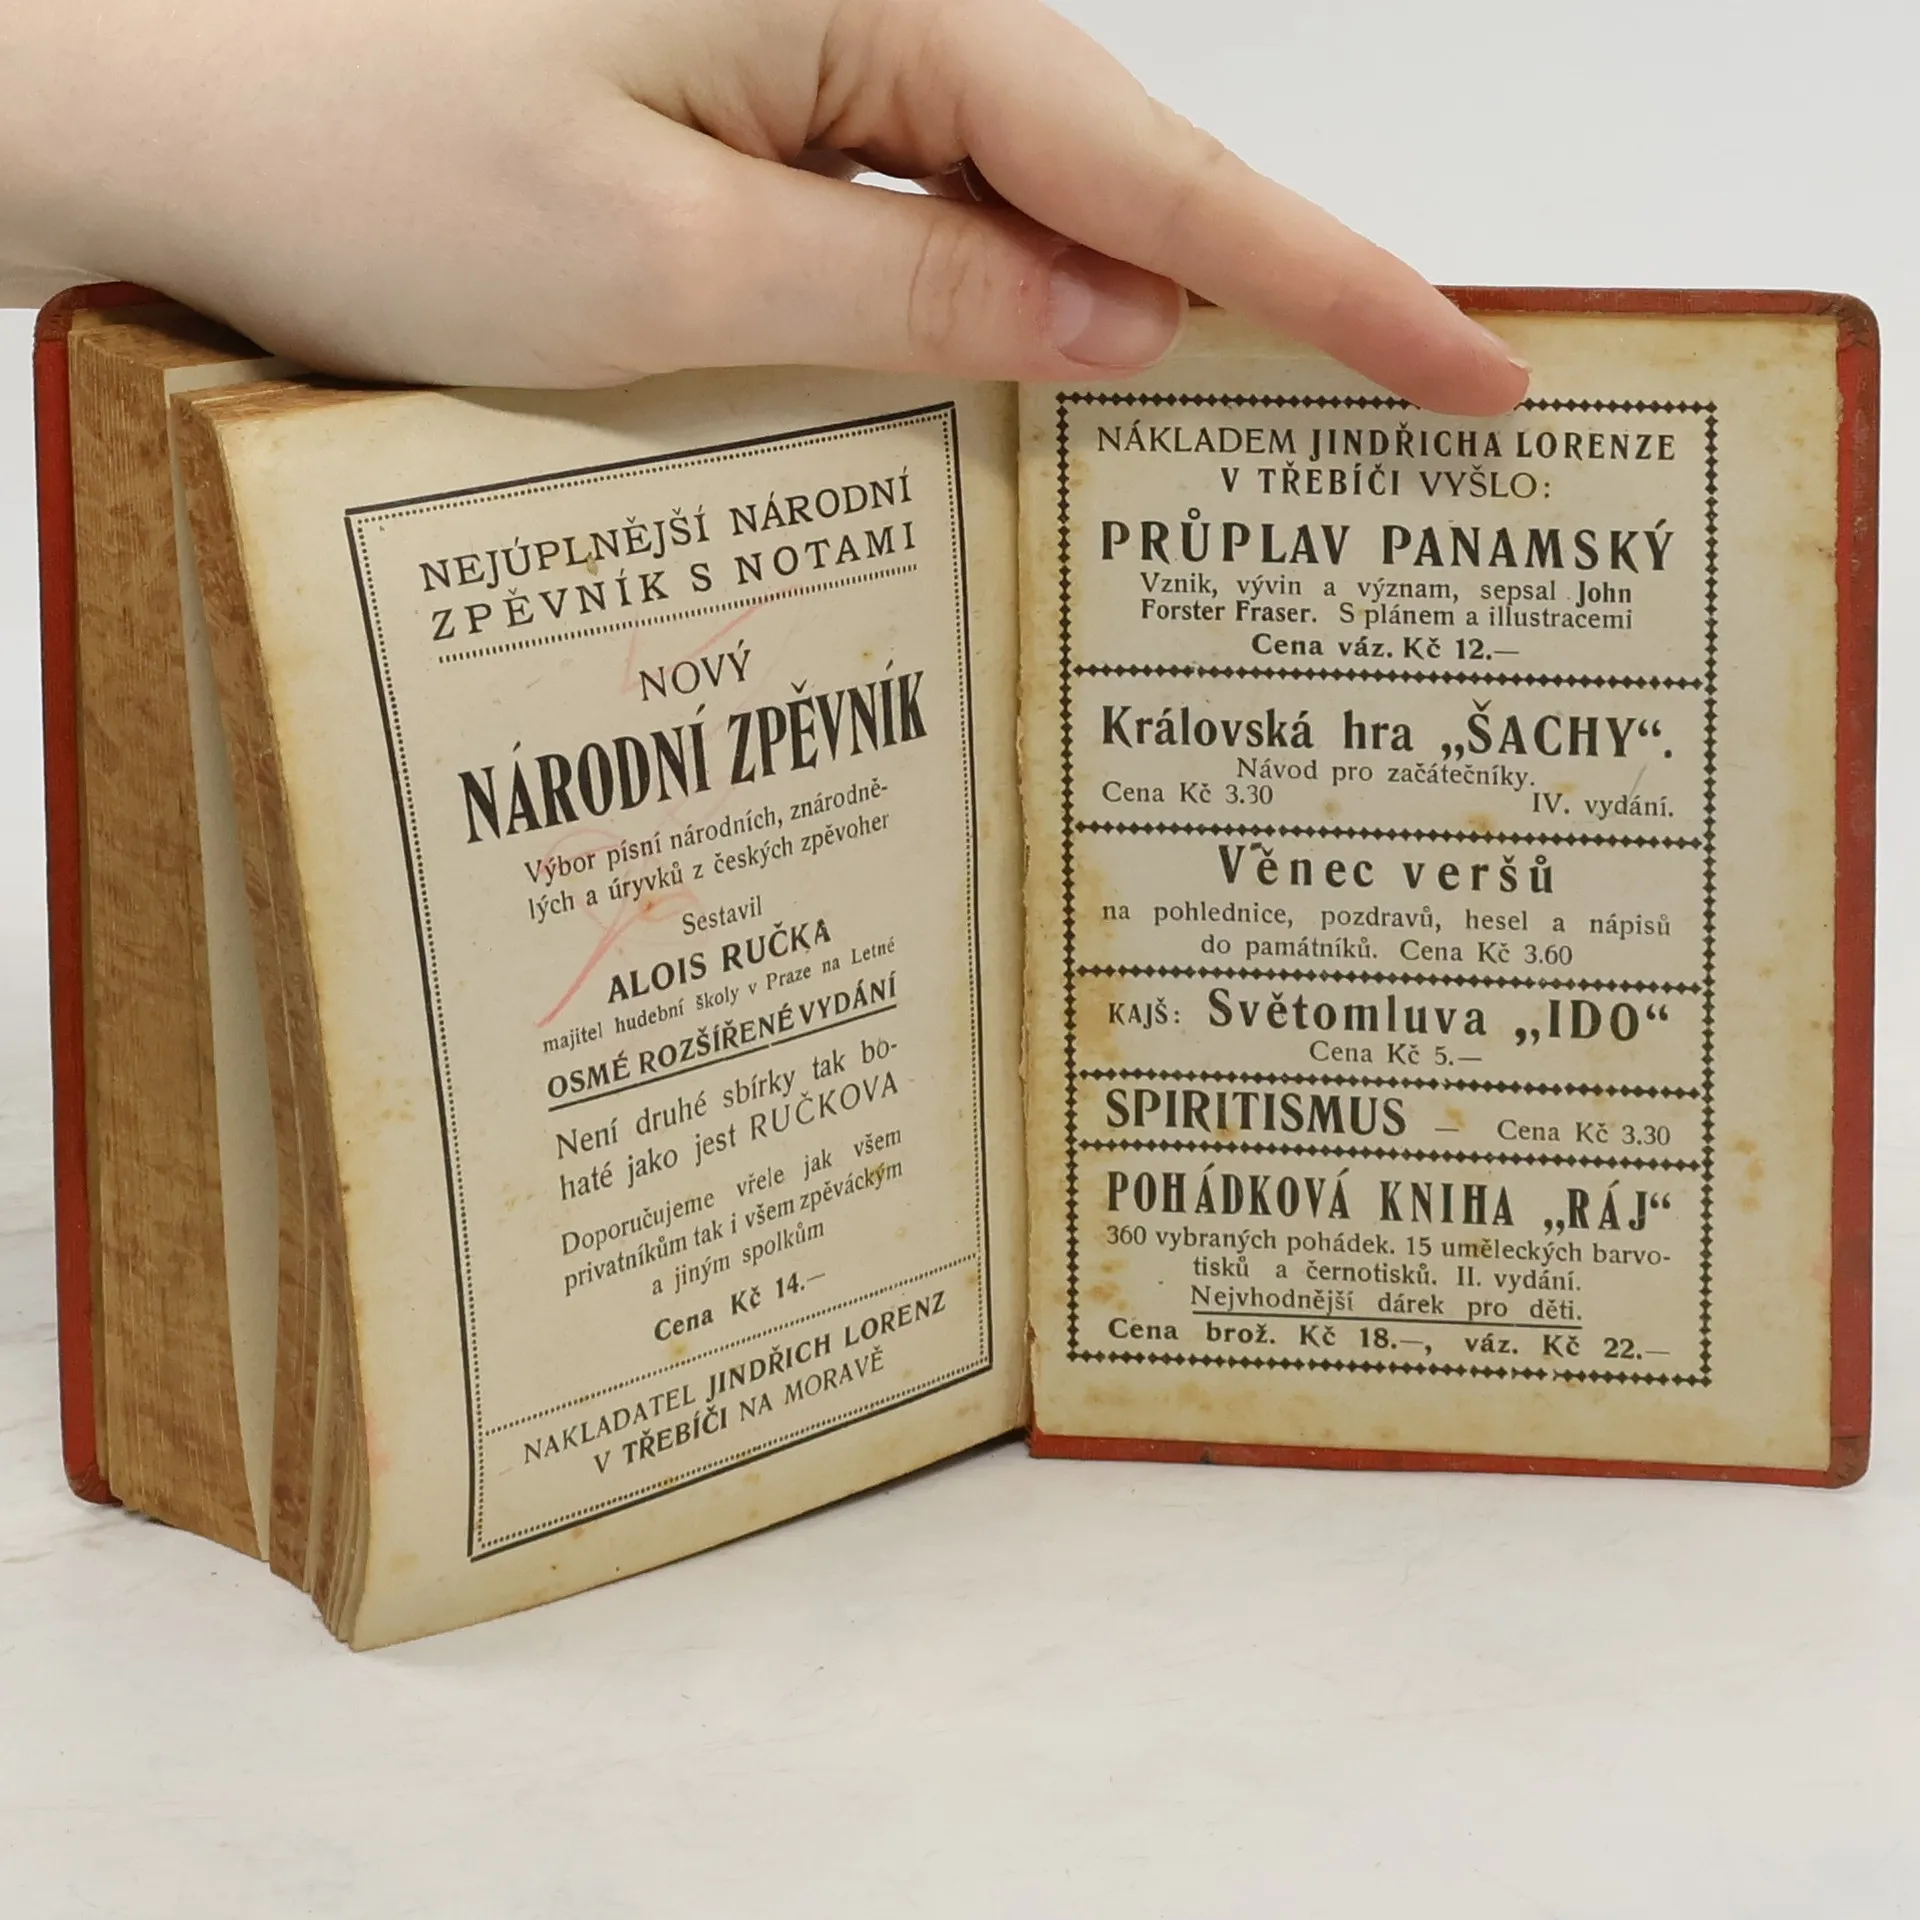 NEJÚPLNĚJŠÍ NÁRODNÍ
ZPĚVNÍK S NOTAMI
NOVÝ
NÁRODNÍ ZPĚVNÍK
Výbor písní národních, znárodně-
lých a úryvků z českých zpěvoher
Sestavil
ALOIS RUČKA
majitel hudební školy v Praze na Letné
OSMÉ ROZŠÍŘENÉ VYDÁNÍ
Není druhé sbírky tak bo-
haté jako jest RUČKOVA
Doporučujeme vřele jak všem
privatníkům tak i všem zpěváckým
a jiným spolkům
Cena Kč 14.—
NAKLADATEL JINDŘICH LORENZ
V TŘEBÍČI NA MORAVĚ
NÁKLADEM JINDŘICHA LORENZE
V TŘEBÍČI VYŠLO:
PRŮPLAV PANAMSKÝ
Vznik, vývin a význam, sepsal John
Forster Fraser. S plánem a illustracemi
Cena váz. Kč 12.—
Královská hra „ŠACHY“.
Návod pro začátečníky.
Cena Kč 3.30 IV. vydání.
Věnec veršů
na pohlednice, pozdravů, hesel a nápisů
do památníků. Cena Kč 3.60
KAJŠ: Světomluva „IDO“
Cena Kč 5.—
SPIRITISMUS — Cena Kč 3.30
POHÁDKOVÁ KNIHA „RÁJ“
360 vybraných pohádek. 15 uměleckých barvo-
tisků a černotisků. II. vydání.
Nejvhodnější dárek pro děti.
Cena brož. Kč 18.—, váz. Kč 22.—